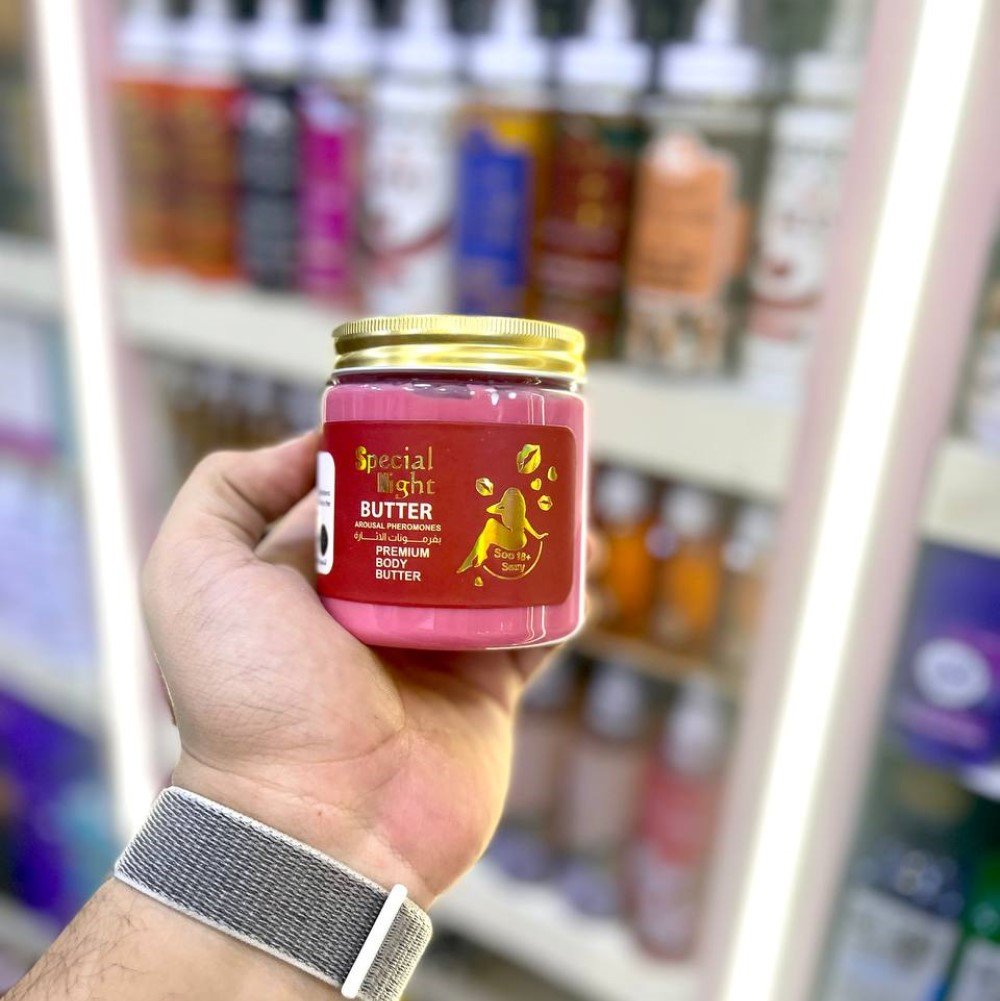 Special
Night
BUTTER
AROUSAL PHEROMONES
بفرمونات الاثارة
PREMIUM
BODY
BUTTER
Soo 18+
Sexy